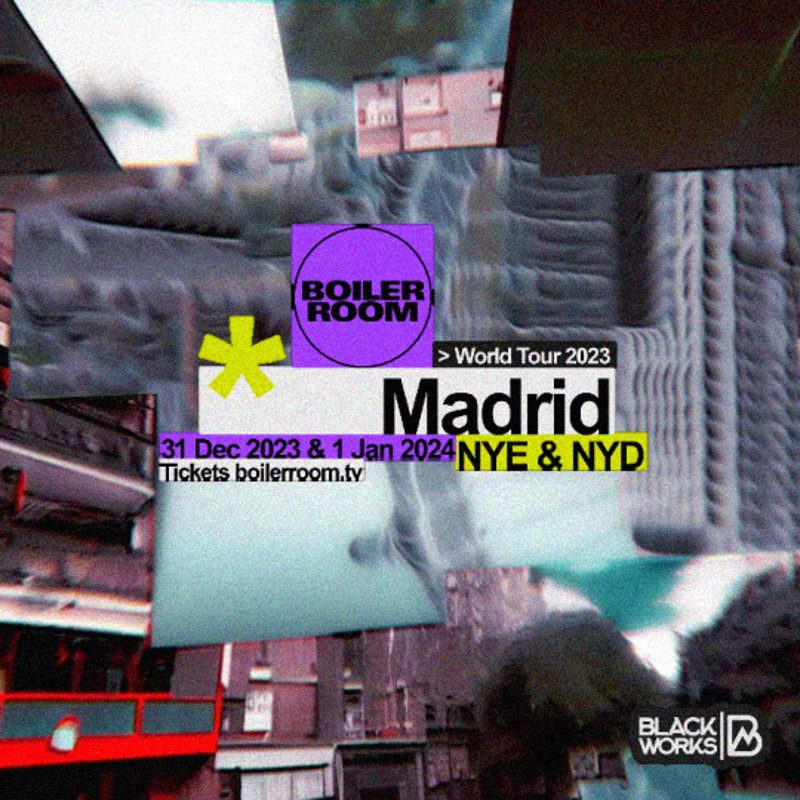 BOILER
ROOM
> World Tour 2023
Madrid
31 Dec 2023 & 1 Jan 2024
NYE & NYD
Tickets boilerroom.tv
BLACK
WORKS